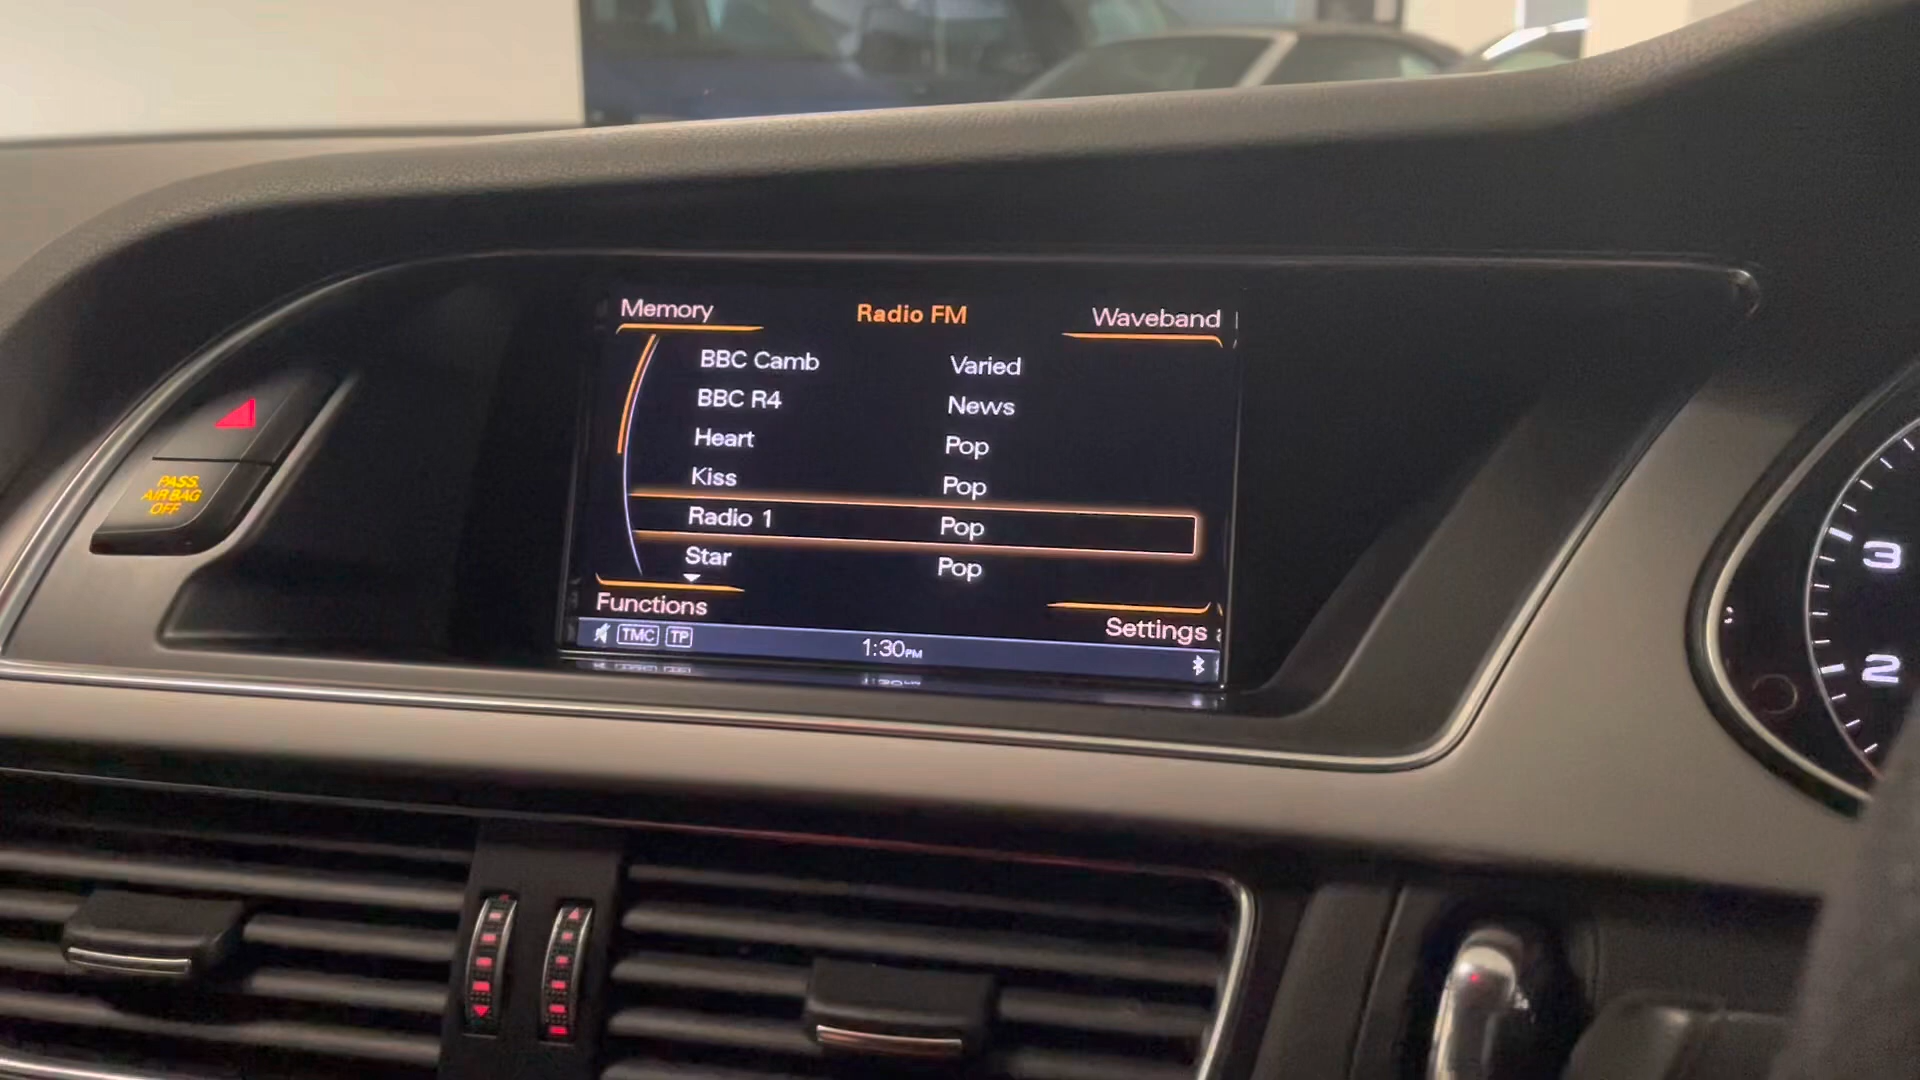 Memory Radio FM Waveband
BBC Camb Varied
BBC R4 News
Heart Pop
Kiss Pop
Radio 1 Pop
Star Pop
Functions Settings
TMC TP 1:30PM
PASS.
AIR BAG
OFF
3
2